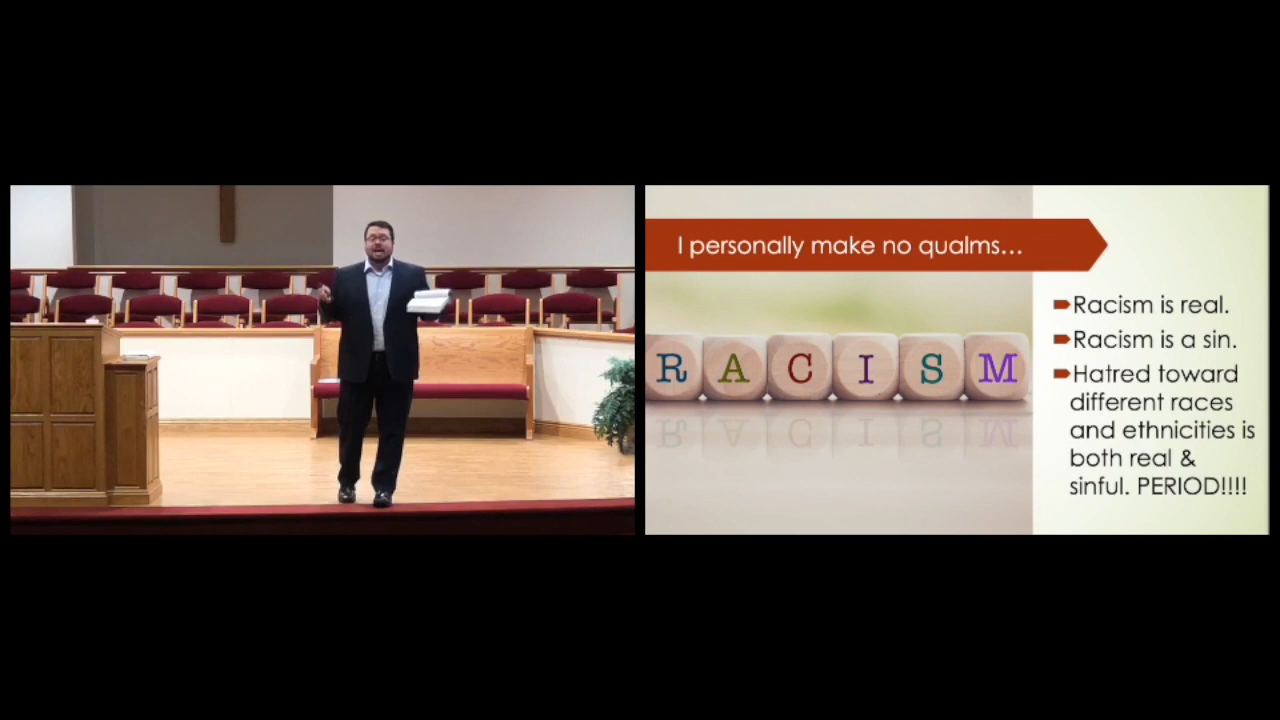 I personally make no qualms...
RACISM
Racism is real.
Racism is a sin.
Hatred toward
different races
and ethnicities is
both real &
sinful. PERIOD!!!!